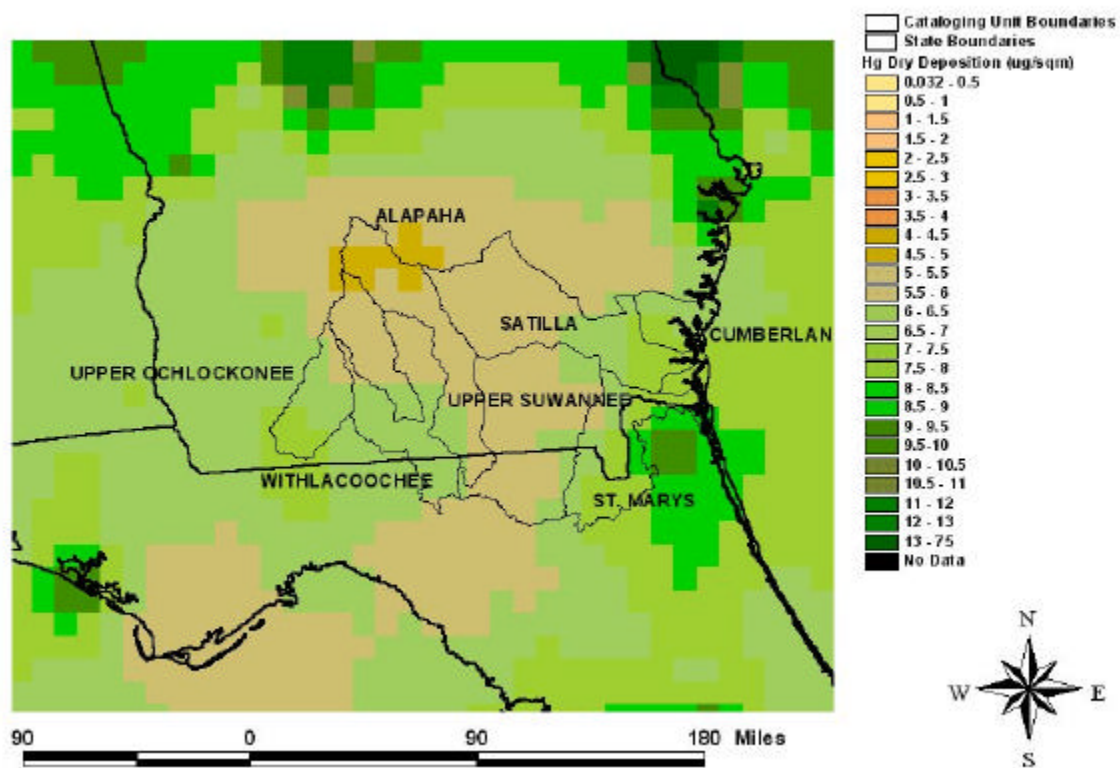 Cataloging Unit Boundaries
State Boundaries
Hg Dry Deposition (ug/sqm)
0.032 - 0.5
0.5 - 1
1 - 1.5
1.5 - 2
2 - 2.5
2.5 - 3
3 - 3.5
3.5 - 4
4 - 4.5
4.5 - 5
5 - 5.5
5.5 - 6
6 - 6.5
6.5 - 7
7 - 7.5
7.5 - 8
8 - 8.5
8.5 - 9
9 - 9.5
9.5-10
10 - 10.5
10.5 - 11
11 - 12
12 - 13
13 - 75
No Data
ALAPAHA
SATILLA
CUMBERLAN
UPPER OCHLOCKONEE
UPPER SUWANNEE
WITHLACOOCHEE
ST. MARYS
N
W E
S
90 0 90 180 Miles